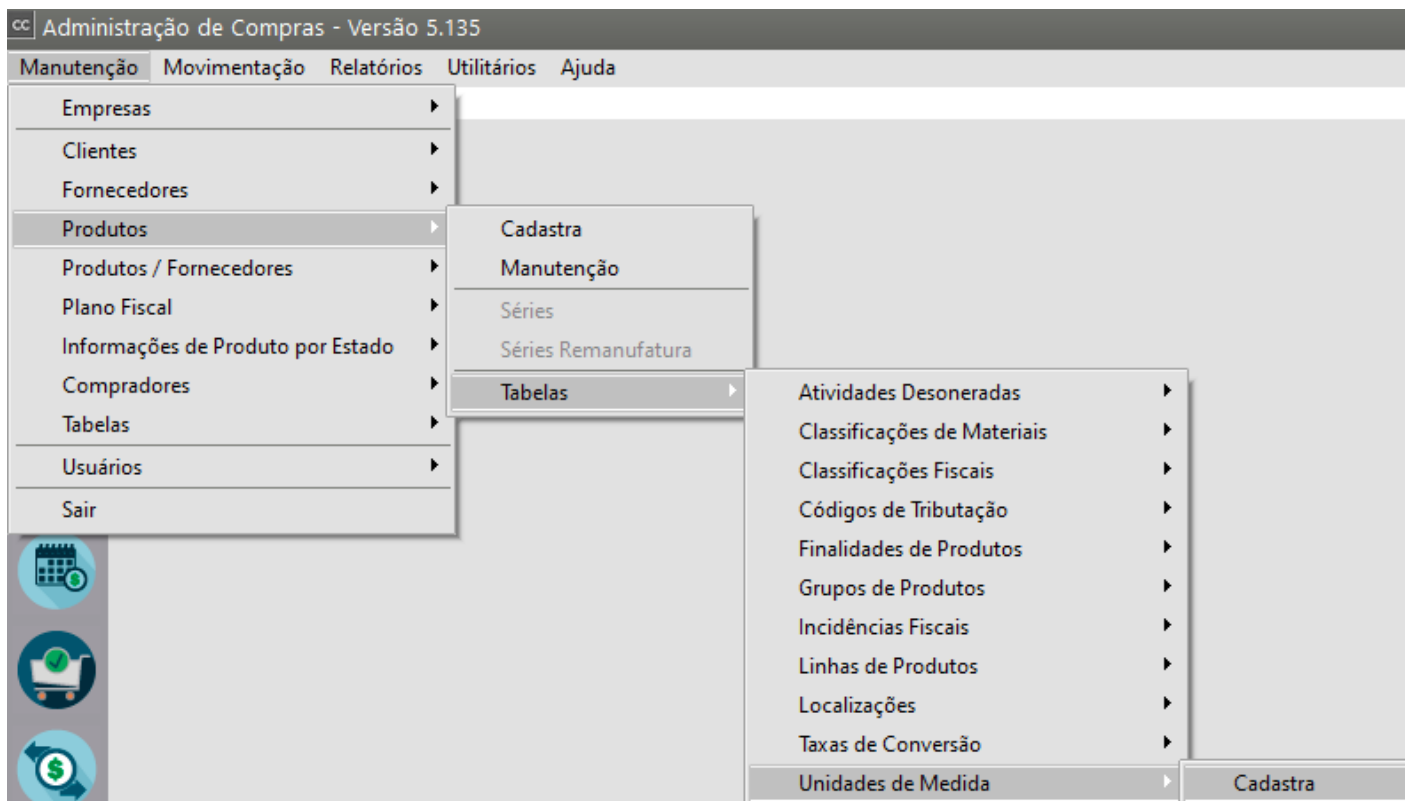 cc Administração de Compras - Versão 5.135
Manutenção Movimentação Relatórios Utilitários Ajuda
Empresas
Clientes
Fornecedores
Produtos
Produtos / Fornecedores
Plano Fiscal
Informações de Produto por Estado
Compradores
Tabelas
Usuários
Sair
Cadastra
Manutenção
Séries
Séries Remanufatura
Tabelas
Atividades Desoneradas
Classificações de Materiais
Classificações Fiscais
Códigos de Tributação
Finalidades de Produtos
Grupos de Produtos
Incidências Fiscais
Linhas de Produtos
Localizações
Taxas de Conversão
Unidades de Medida
Cadastra